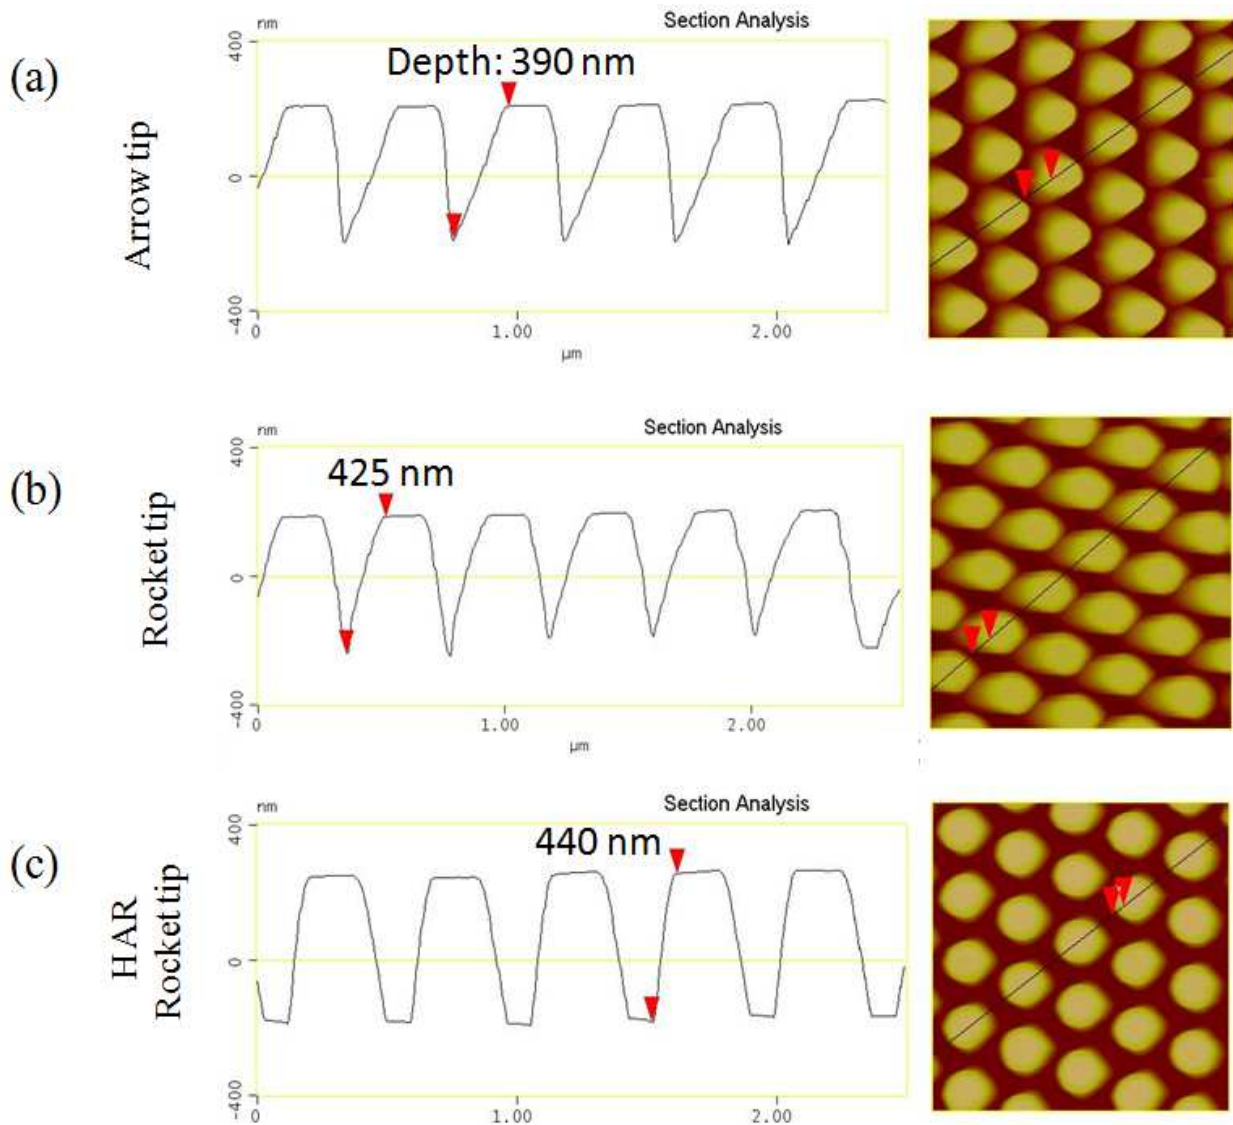 (a)
Arrow tip
nm
Section Analysis
400
Depth: 390 nm
0
-400
0 1.00 2.00
µm
(b)
Rocket tip
nm
Section Analysis
400
425 nm
0
-400
0 1.00 2.00
µm
(c)
HAR
Rocket tip
nm
Section Analysis
400
440 nm
0
-400
0 1.00 2.00